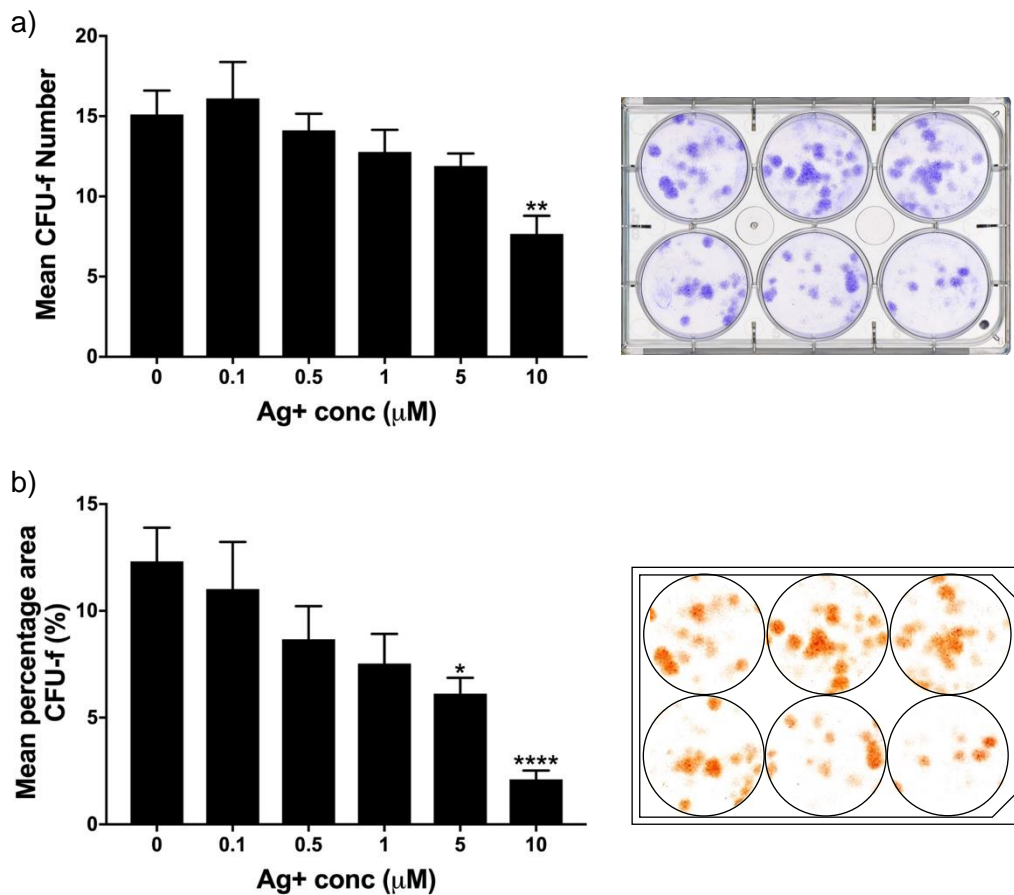 a)
Mean CFU-f Number
20
15
10
5
0
**
0 0.1 0.5 1 5 10
Ag+ conc (μM)
b)
Mean percentage area
CFU-f (%)
15
10
5
0
*
****
0 0.1 0.5 1 5 10
Ag+ conc (μM)